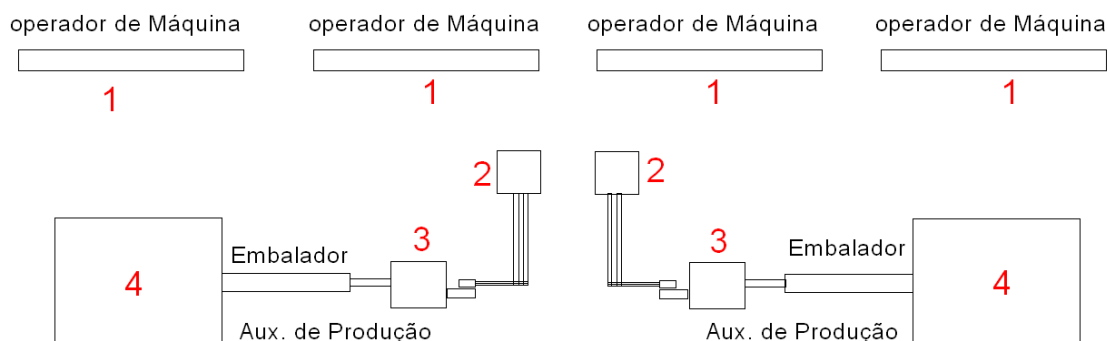 operador de Máquina operador de Máquina operador de Máquina operador de Máquina
1 1 1 1
2 2
3 3
Embalador Embalador
4 4
Aux. de Produção Aux. de Produção